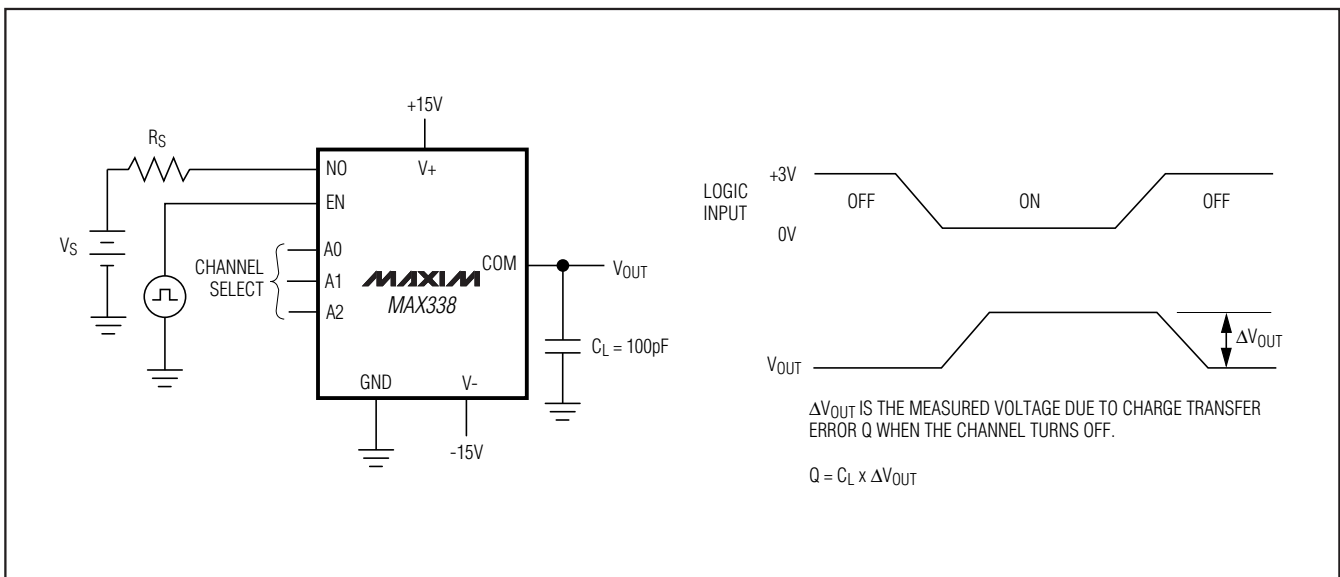 +15V
RS
NO
V+
EN
VS
CHANNEL
SELECT
A0
A1
A2
MAXIM
MAX338
COM
VOUT
CL = 100pF
GND
V-
-15V
LOGIC
INPUT
+3V
0V
OFF
ON
OFF
VOUT
ΔVOUT
ΔVOUT IS THE MEASURED VOLTAGE DUE TO CHARGE TRANSFER
ERROR Q WHEN THE CHANNEL TURNS OFF.
Q = CL x ΔVOUT